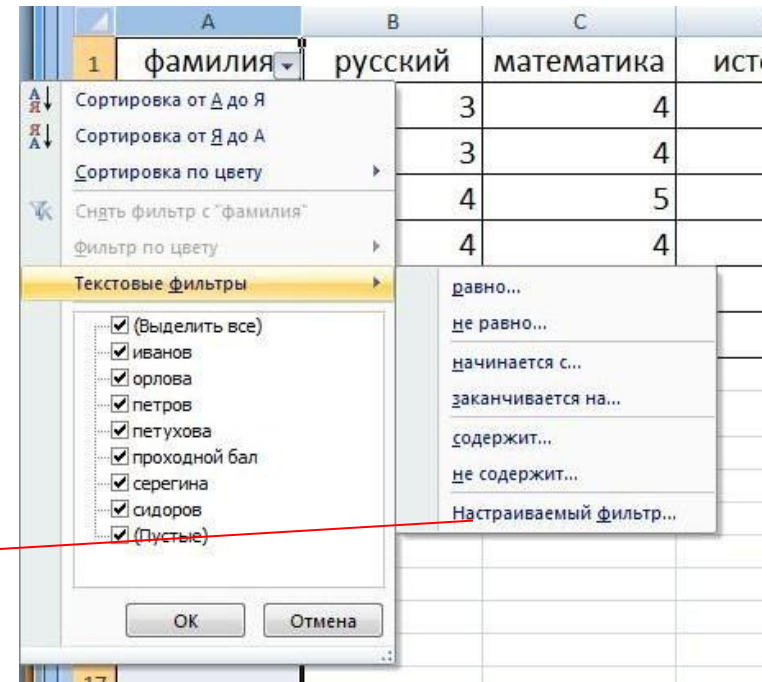 A B C
1 фамилия русский математика ист
Сортировка от А до Я 3 4
Сортировка от Я до А 3 4
Сортировка по цвету
Снять фильтр с "фамилия" 4 5
Фильтр по цвету 4 4
Текстовые фильтры
равно...
не равно...
начинается с...
заканчивается на...
содержит...
не содержит...
Настраиваемый фильтр...
(Выделить все)
иванов
орлова
петров
петухова
проходной бал
серегина
сидоров
(Пустые)
ОК Отмена
17